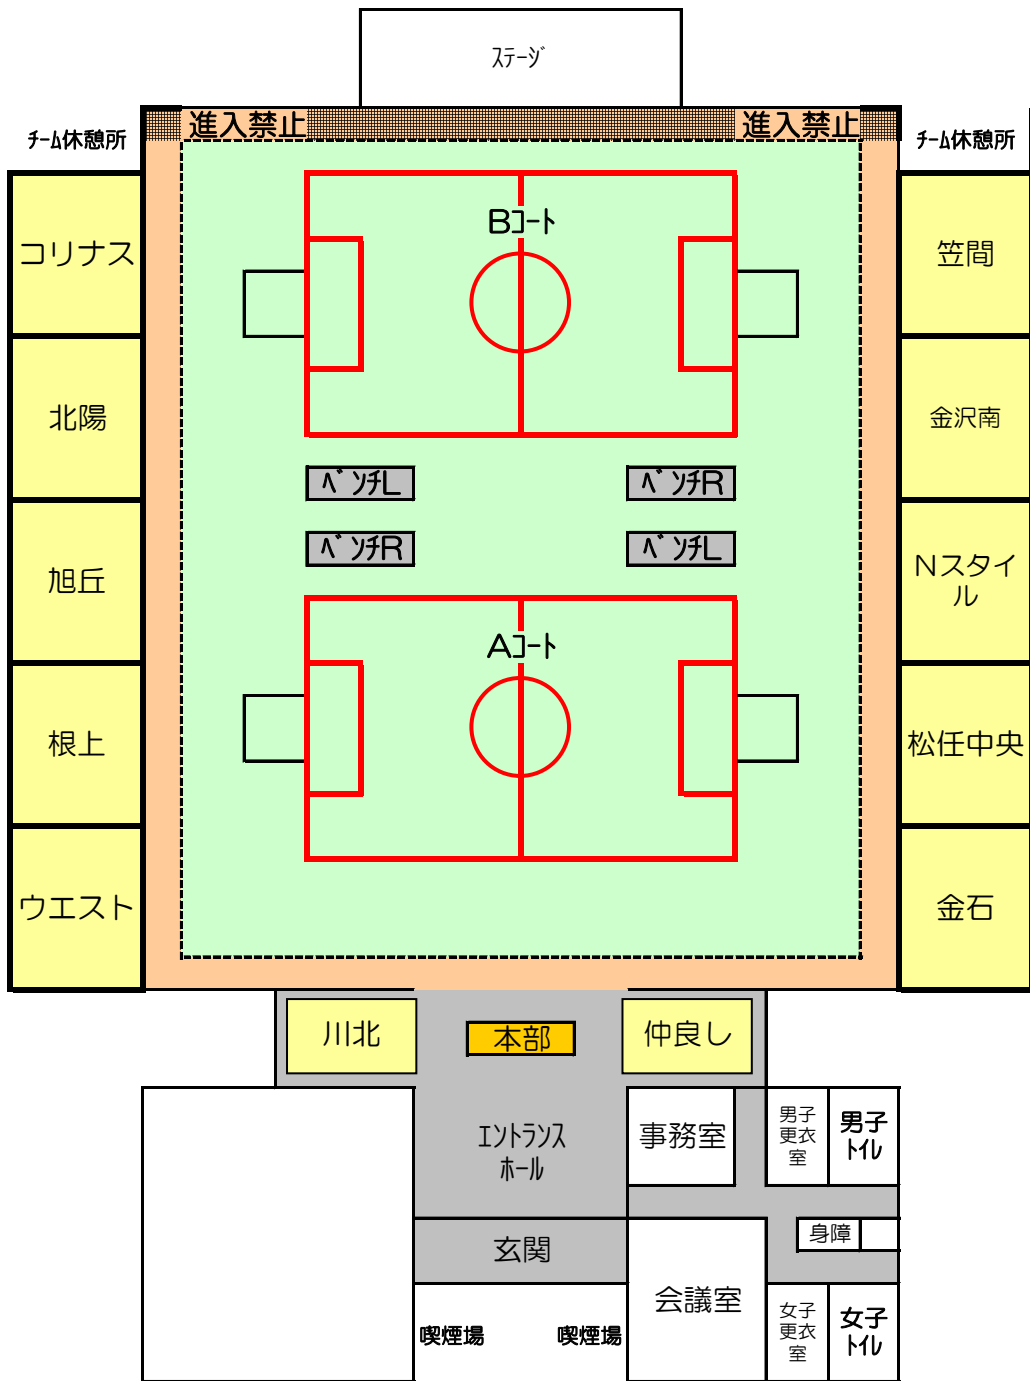 ｽﾃｰｼﾞ
進入禁止
進入禁止
ﾁｰﾑ休憩所
ﾁｰﾑ休憩所
コリナス
Bｺｰﾄ
笠間
北陽
金沢南
ﾍﾞﾝﾁL
ﾍﾞﾝﾁR
ﾍﾞﾝﾁR
ﾍﾞﾝﾁL
旭丘
Nスタイ
ル
Aｺｰﾄ
根上
松任中央
ウエスト
金石
川北
本部
仲良し
ｴﾝﾄﾗﾝｽ
ﾎｰﾙ
事務室
男子
更衣
室
男子
ﾄｲﾚ
身障
玄関
会議室
女子
更衣
室
女子
ﾄｲﾚ
喫煙場
喫煙場